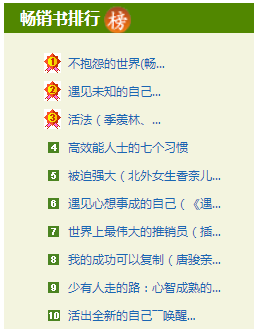 畅销书排行 榜
1 不抱怨的世界(畅...
2 遇见未知的自己...
3 活法（季羡林、...
4 高效能人士的七个习惯
5 被迫强大（北外女生香奈儿...
6 遇见心想事成的自己（《遇...
7 世界上最伟大的推销员（插...
8 我的成功可以复制（唐骏亲...
9 少有人走的路：心智成熟的...
10 活出全新的自己￣唤醒...